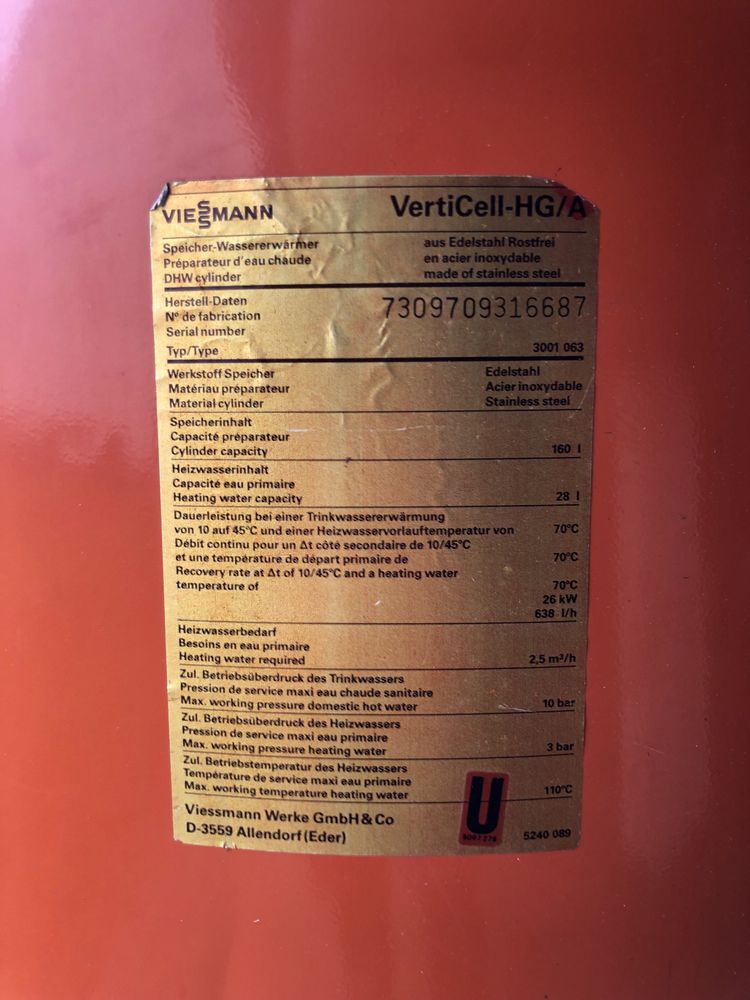 VIESSMANN
VertiCell-HG/A
Speicher-Wassererwärmer
Préparateur d'eau chaude
DHW cylinder
aus Edelstahl Rostfrei
en acier inoxydable
made of stainless steel
Herstell-Daten
N° de fabrication
Serial number
7309709316687
Typ/Type 3001 063
Werkstoff Speicher Edelstahl
Matériau préparateur Acier inoxydable
Material cylinder Stainless steel
Speicherinhalt
Capacité préparateur
Cylinder capacity 160 l
Heizwasserinhalt
Capacité eau primaire
Heating water capacity 28 l
Dauerleistung bei einer Trinkwassererwärmung
von 10 auf 45°C und einer Heizwasservorlauftemperatur von 70°C
Débit continu pour un Δt côté secondaire de 10/45°C
et une température de départ primaire de 70°C
Recovery rate at Δt of 10/45°C and a heating water
temperature of 70°C
26 kW
638 l/h
Heizwasserbedarf
Besoins en eau primaire
Heating water required 2,5 m³/h
Zul. Betriebsüberdruck des Trinkwassers
Pression de service maxi eau chaude sanitaire
Max. working pressure domestic hot water 10 bar
Zul. Betriebsüberdruck des Heizwassers
Pression de service maxi eau primaire
Max. working pressure heating water 3 bar
Zul. Betriebstemperatur des Heizwassers
Température de service maxi eau primaire
Max. working temperature heating water 110°C
Viessmann Werke GmbH & Co
D-3559 Allendorf (Eder)
U
5240 089